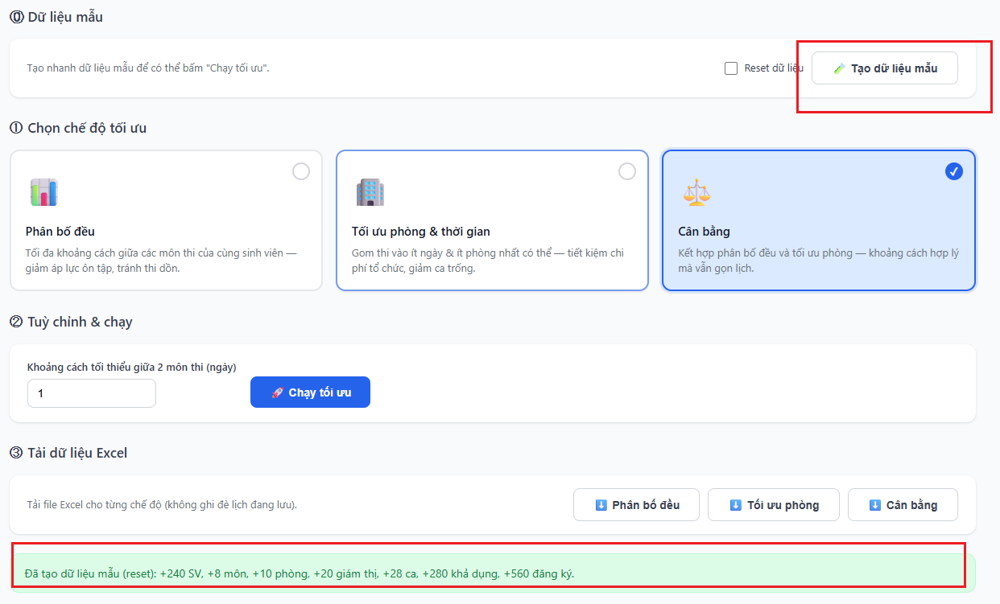 ⓪ Dữ liệu mẫu
Tạo nhanh dữ liệu mẫu để có thể bấm "Chạy tối ưu".
Reset dữ liệu
Tạo dữ liệu mẫu
① Chọn chế độ tối ưu
Phân bố đều
Tối đa khoảng cách giữa các môn thi của cùng sinh viên —
giảm áp lực ôn tập, tránh thi dồn.
Tối ưu phòng & thời gian
Gom thi vào ít ngày & ít phòng nhất có thể — tiết kiệm chi
phí tổ chức, giảm ca trống.
Cân bằng
Kết hợp phân bố đều và tối ưu phòng — khoảng cách hợp lý
mà vẫn gọn lịch.
② Tuỳ chỉnh & chạy
Khoảng cách tối thiểu giữa 2 môn thi (ngày)
1
Chạy tối ưu
③ Tải dữ liệu Excel
Tải file Excel cho từng chế độ (không ghi đè lịch đang lưu).
Phân bố đều
Tối ưu phòng
Cân bằng
Đã tạo dữ liệu mẫu (reset): +240 SV, +8 môn, +10 phòng, +20 giám thị, +28 ca, +280 khả dụng, +560 đăng ký.